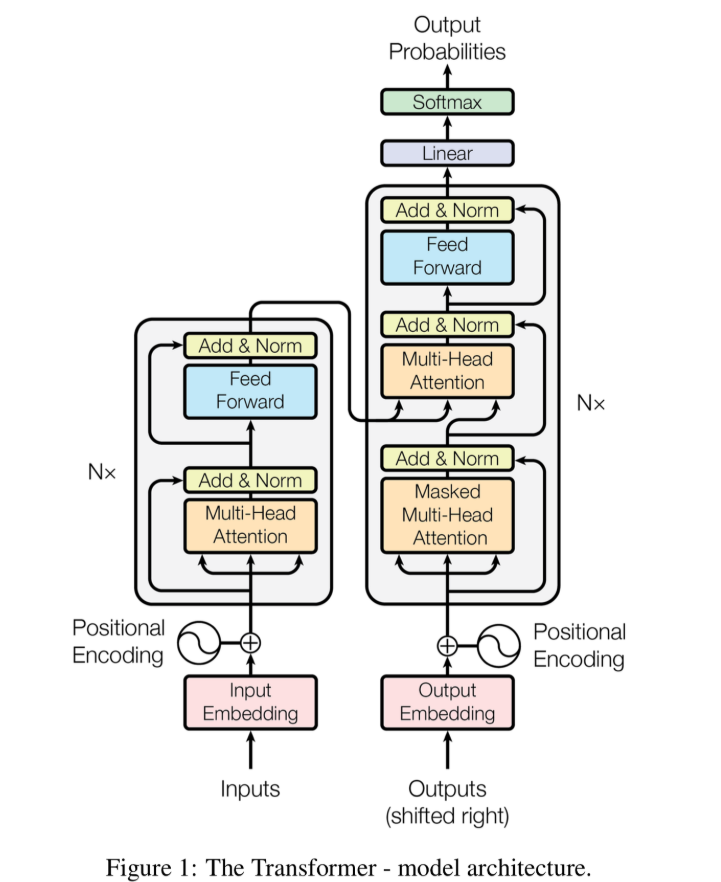 Output
Probabilities
Softmax
Linear
Add & Norm
Feed
Forward
Add & Norm
Multi-Head
Attention
Add & Norm
Masked
Multi-Head
Attention
N×
Positional
Encoding
Output
Embedding
Outputs
(shifted right)
Add & Norm
Feed
Forward
Add & Norm
Multi-Head
Attention
N×
Positional
Encoding
Input
Embedding
Inputs
Figure 1: The Transformer - model architecture.